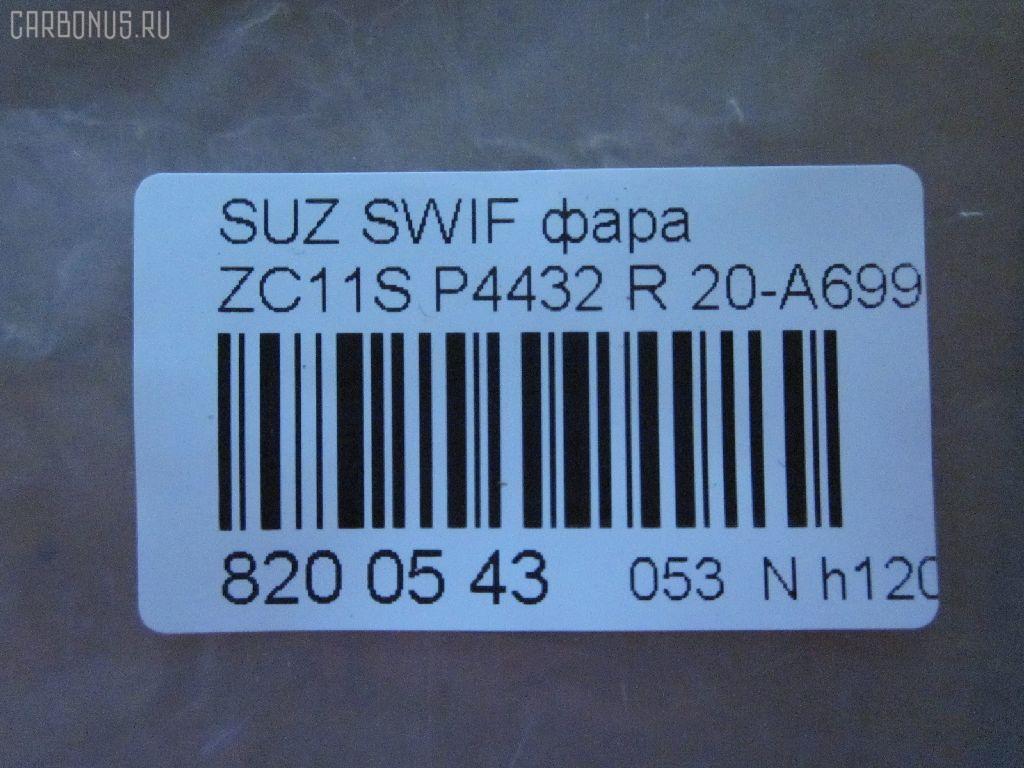 CARBONUS.RU
SUZ SWIF фара
ZC11S P4432 R 20-A699
820 05 43 053 N h120